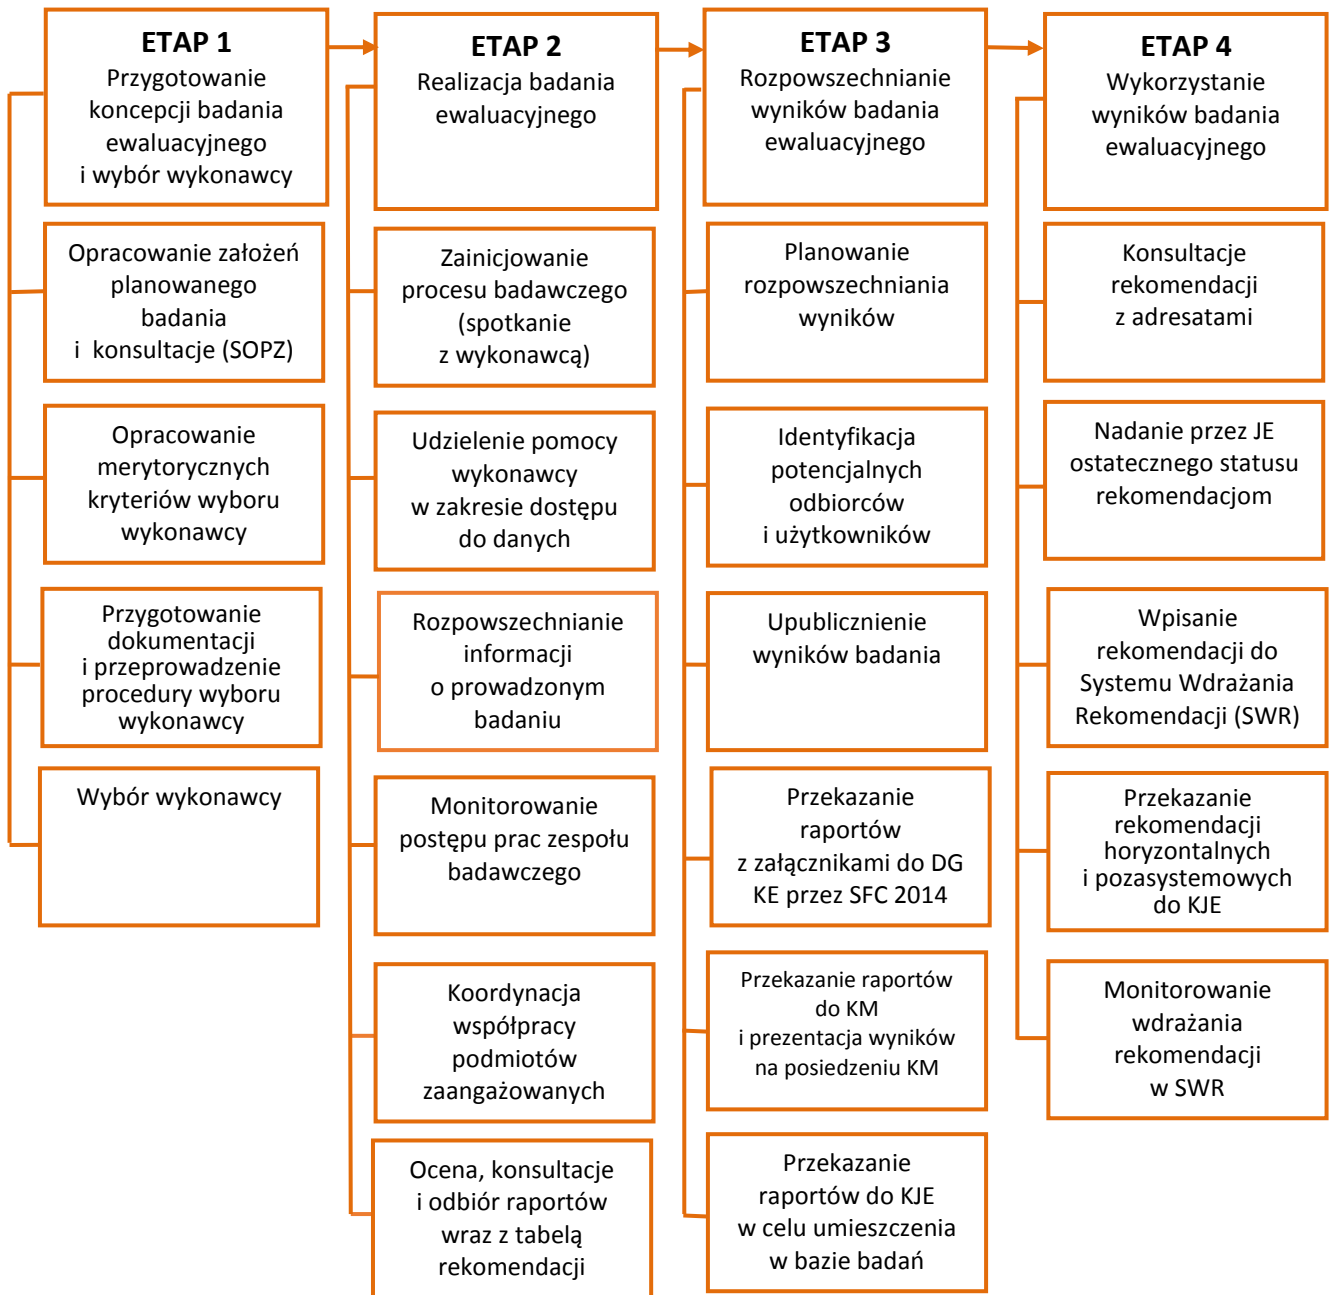 ETAP 1
Przygotowanie
koncepcji badania
ewaluacyjnego
i wybór wykonawcy
Opracowanie założeń
planowanego
badania
i konsultacje (SOPZ)
Opracowanie
merytorycznych
kryteriów wyboru
wykonawcy
Przygotowanie
dokumentacji
i przeprowadzenie
procedury wyboru
wykonawcy
Wybór wykonawcy
ETAP 2
Realizacja badania
ewaluacyjnego
Zainicjowanie
procesu badawczego
(spotkanie
z wykonawcą)
Udzielenie pomocy
wykonawcy
w zakresie dostępu
do danych
Rozpowszechnianie
informacji
o prowadzonym
badaniu
Monitorowanie
postępu prac zespołu
badawczego
Koordynacja
współpracy
podmiotów
zaangażowanych
Ocena, konsultacje
i odbiór raportów
wraz z tabelą
rekomendacji
ETAP 3
Rozpowszechnianie
wyników badania
ewaluacyjnego
Planowanie
rozpowszechniania
wyników
Identyfikacja
potencjalnych
odbiorców
i użytkowników
Upublicznienie
wyników badania
Przekazanie
raportów
z załącznikami do DG
KE przez SFC 2014
Przekazanie raportów
do KM
i prezentacja wyników
na posiedzeniu KM
Przekazanie
raportów do KJE
w celu umieszczenia
w bazie badań
ETAP 4
Wykorzystanie
wyników badania
ewaluacyjnego
Konsultacje
rekomendacji
z adresatami
Nadanie przez JE
ostatecznego statusu
rekomendacjom
Wpisanie
rekomendacji do
Systemu Wdrażania
Rekomendacji (SWR)
Przekazanie
rekomendacji
horyzontalnych
i pozasystemowych
do KJE
Monitorowanie
wdrażania
rekomendacji
w SWR